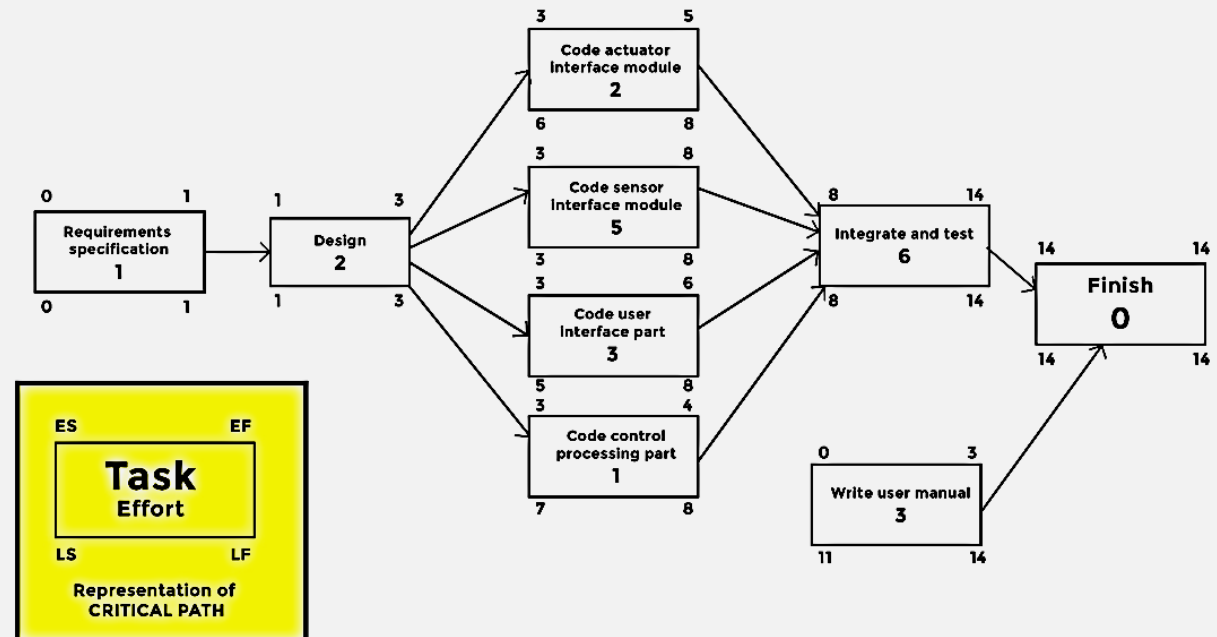 0 1
Requirements
specification
1
0 1
1 3
Design
2
1 3
3 5
Code actuator
interface module
2
6 8
3 8
Code sensor
interface module
5
3 8
3 6
Code user
interface part
3
5 8
3 4
Code control
processing part
1
7 8
8 14
Integrate and test
6
8 14
14 14
Finish
0
14 14
0 3
Write user manual
3
11 14
ES EF
Task
Effort
LS LF
Representation of
CRITICAL PATH